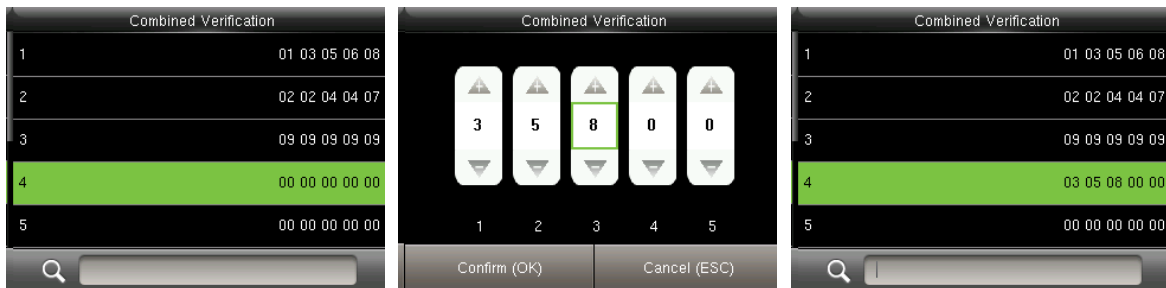 Combined Verification
1 01 03 05 06 08
2 02 02 04 04 07
3 09 09 09 09 09
4 00 00 00 00 00
5 00 00 00 00 00
Combined Verification
3 5 8 0 0
1 2 3 4 5
Confirm (OK) Cancel (ESC)
Combined Verification
1 01 03 05 06 08
2 02 02 04 04 07
3 09 09 09 09 09
4 03 05 08 00 00
5 00 00 00 00 00